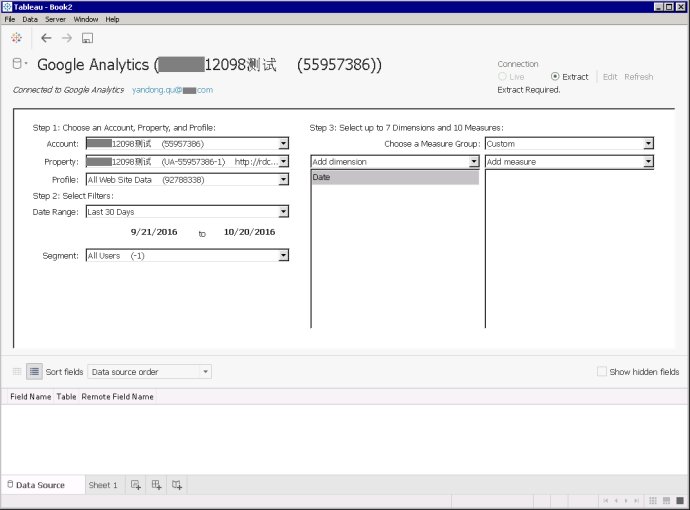 Tableau - Book2
File Data Server Window Help
Google Analytics (12098测试 (55957386))
Connection
Live Extract Edit Refresh
Connected to Google Analytics yandong.qu@com
Extract Required.
Step 1: Choose an Account, Property, and Profile:
Account: 12098测试 (55957386)
Property: 12098测试 (UA-55957386-1) http://rdc...
Profile: All Web Site Data (92788338)
Step 2: Select Filters:
Date Range: Last 30 Days
9/21/2016 to 10/20/2016
Segment: All Users (-1)
Step 3: Select up to 7 Dimensions and 10 Measures:
Choose a Measure Group: Custom
Add dimension Add measure
Date
Sort fields Data source order Show hidden fields
Field Name Table Remote Field Name
Data Source Sheet 1